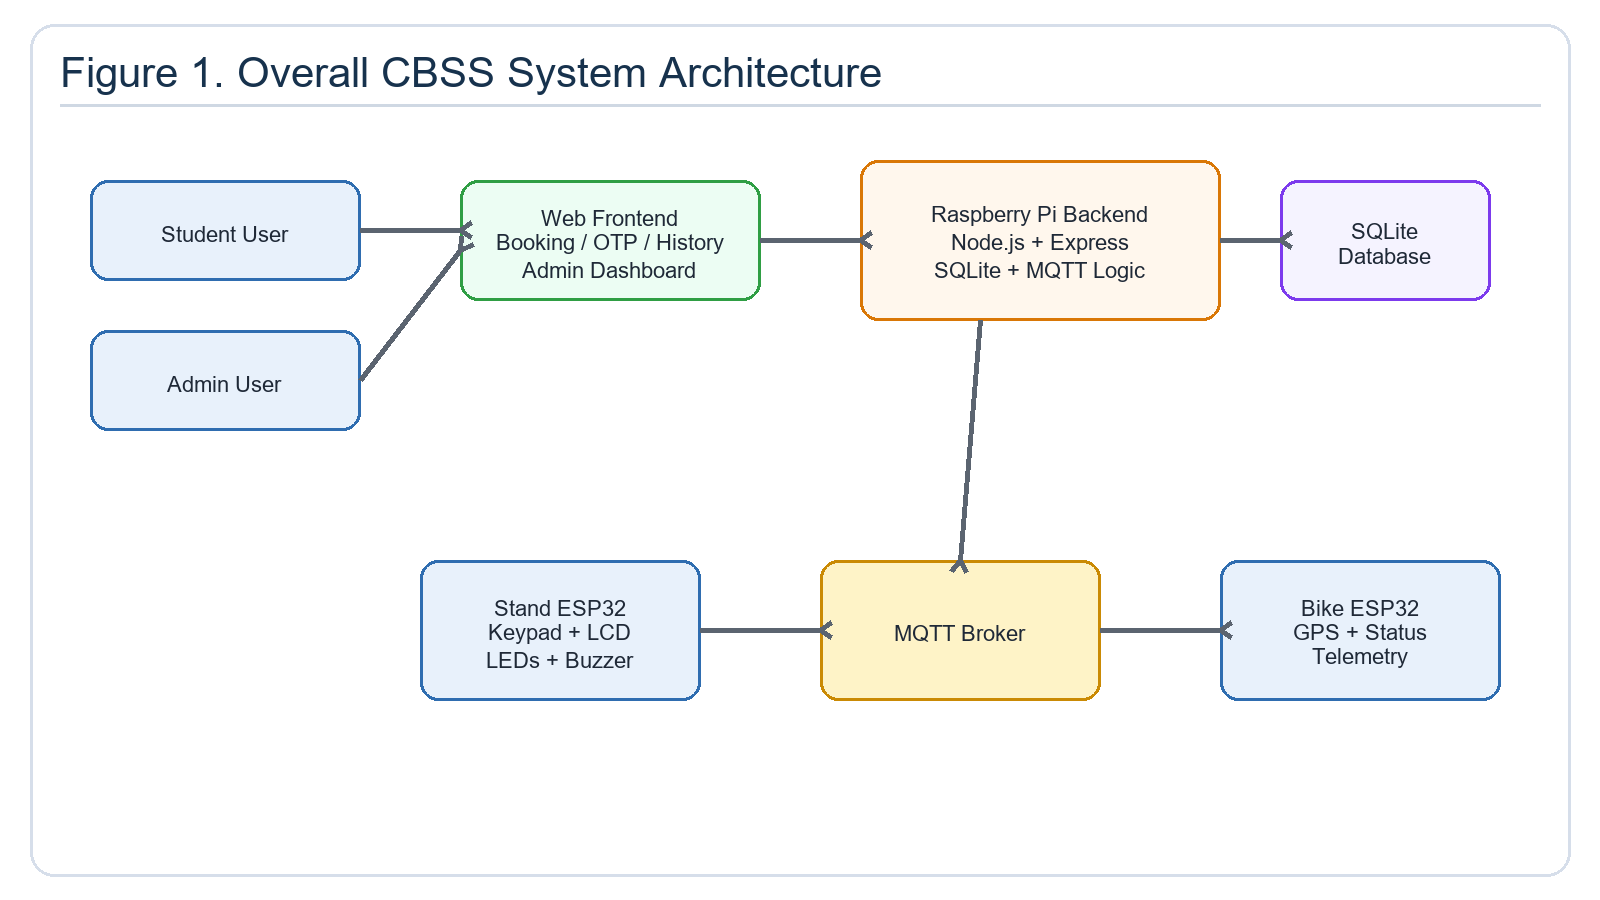 Figure 1. Overall CBSS System Architecture
Student User
Web Frontend
Booking / OTP / History
Admin Dashboard
Raspberry Pi Backend
Node.js + Express
SQLite + MQTT Logic
SQLite
Database
Admin User
Stand ESP32
Keypad + LCD
LEDs + Buzzer
MQTT Broker
Bike ESP32
GPS + Status
Telemetry